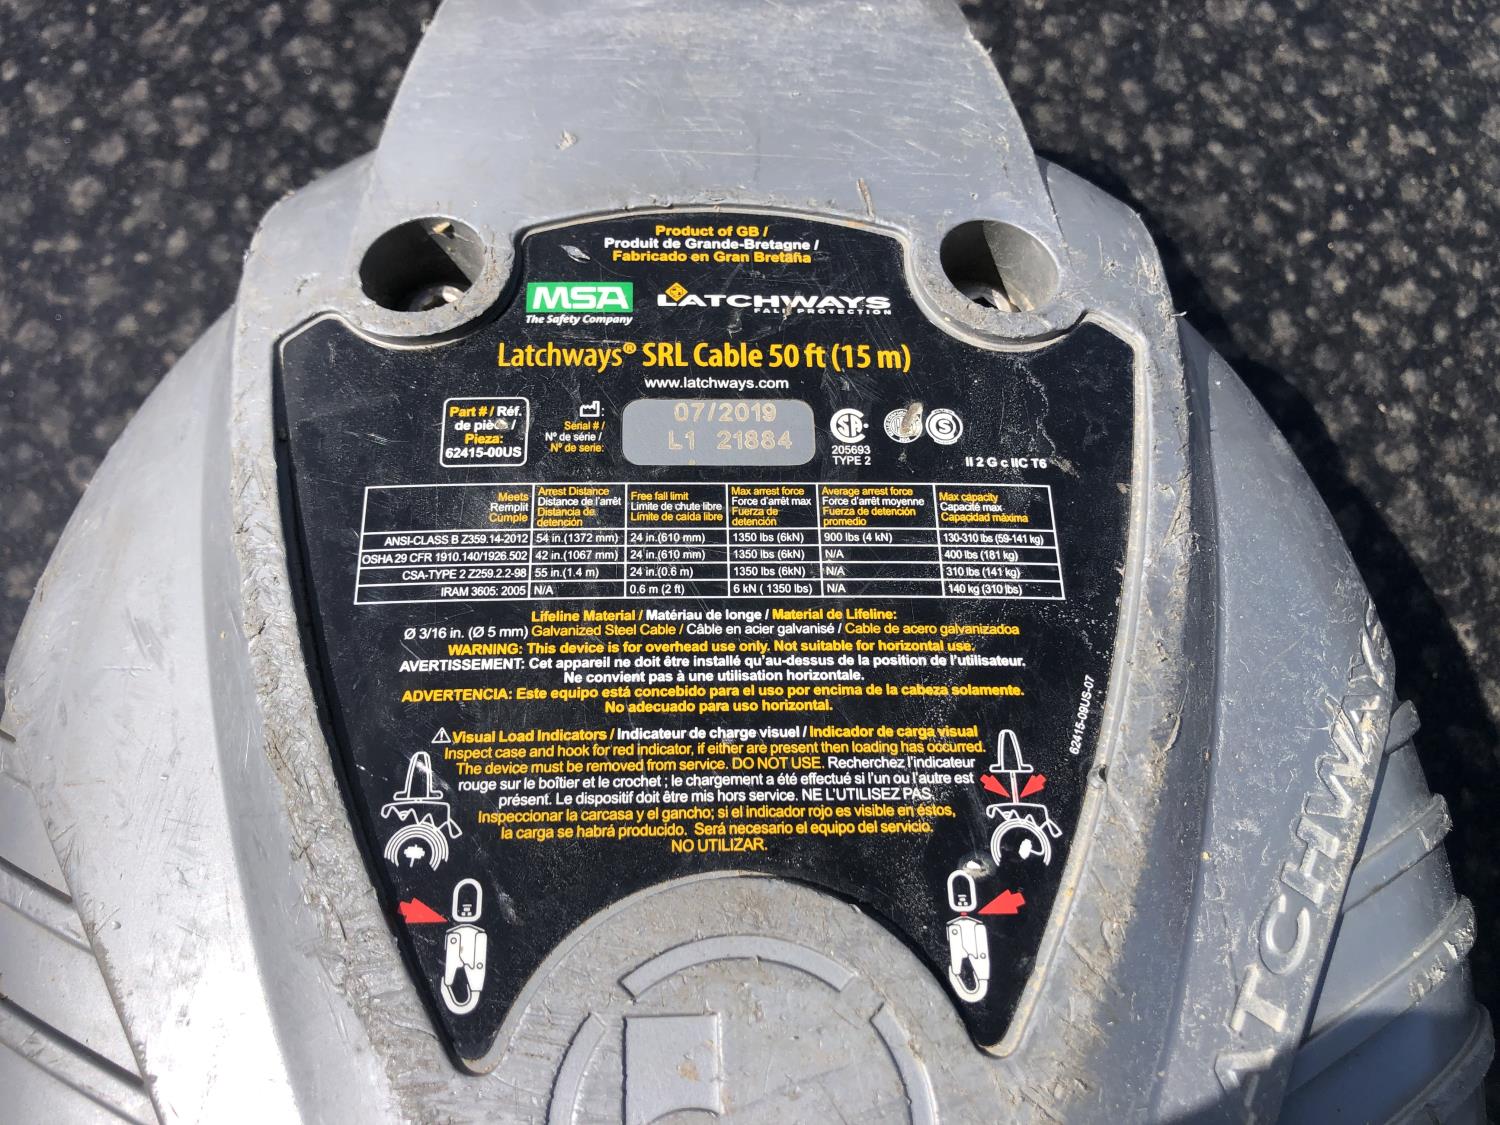 Product of GB /
Produit de Grande-Bretagne /
Fabricado en Gran Bretaña
MSA
The Safety Company
LATCHWAYS
FALL PROTECTION
Latchways® SRL Cable 50 ft (15 m)
www.latchways.com
Part # / Réf.
de pièce /
Pieza:
62415-00US
Serial # /
N° de série /
N° de serie:
07/2019
L1 21884
205693
TYPE 2
S
II 2 G c IIC T6
Meets Remplit Cumple
Arrest Distance Distance de l'arrêt Distancia de detención
Free fall limit Limite de chute libre Límite de caida libre
Max arrest force Force d'arrêt max Fuerza de detención
Average arrest force Force d'arrêt moyenne Fuerza de detención promedio
Max capacity Capacité max Capacidad máxima
ANSI-CLASS B Z359.14-2012 54 in.(1372 mm) 24 in.(610 mm) 1350 lbs (6kN) 900 lbs (4 kN) 130-310 lbs (59-141 kg)
OSHA 29 CFR 1910.140/1926.502 42 in.(1067 mm) 24 in.(610 mm) 1350 lbs (6kN) N/A 400 lbs (181 kg)
CSA-TYPE 2 Z259.2.2-98 55 in.(1.4 m) 24 in.(0.6 m) 1350 lbs (6kN) N/A 310 lbs (141 kg)
IRAM 3605: 2005 N/A 0.6 m (2 ft) 6 kN ( 1350 lbs) N/A 140 kg (310 lbs)
Lifeline Material / Matériau de longe / Material de Lifeline:
Ø 3/16 in. (Ø 5 mm) Galvanized Steel Cable / Câble en acier galvanisé / Cable de acero galvanizadoa
WARNING: This device is for overhead use only. Not suitable for horizontal use.
AVERTISSEMENT: Cet appareil ne doit être installé qu'au-dessus de la position de l'utilisateur.
Ne convient pas à une utilisation horizontale.
ADVERTENCIA: Este equipo está concebido para el uso por encima de la cabeza solamente.
No adecuado para uso horizontal.
62415-09US-07
Visual Load Indicators / Indicateur de charge visuel / Indicador de carga visual
Inspect case and hook for red indicator, if either are present then loading has occurred.
The device must be removed from service. DO NOT USE. Recherchez l'indicateur
rouge sur le boîtier et le crochet ; le chargement a été effectué si l'un ou l'autre est
présent. Le dispositif doit être mis hors service. NE L'UTILISEZ PAS.
Inspeccionar la carcasa y el gancho; si el indicador rojo es visible en éstos,
la carga se habrá producido. Será necesario el equipo del servicio.
NO UTILIZAR.
LATCHWAYS